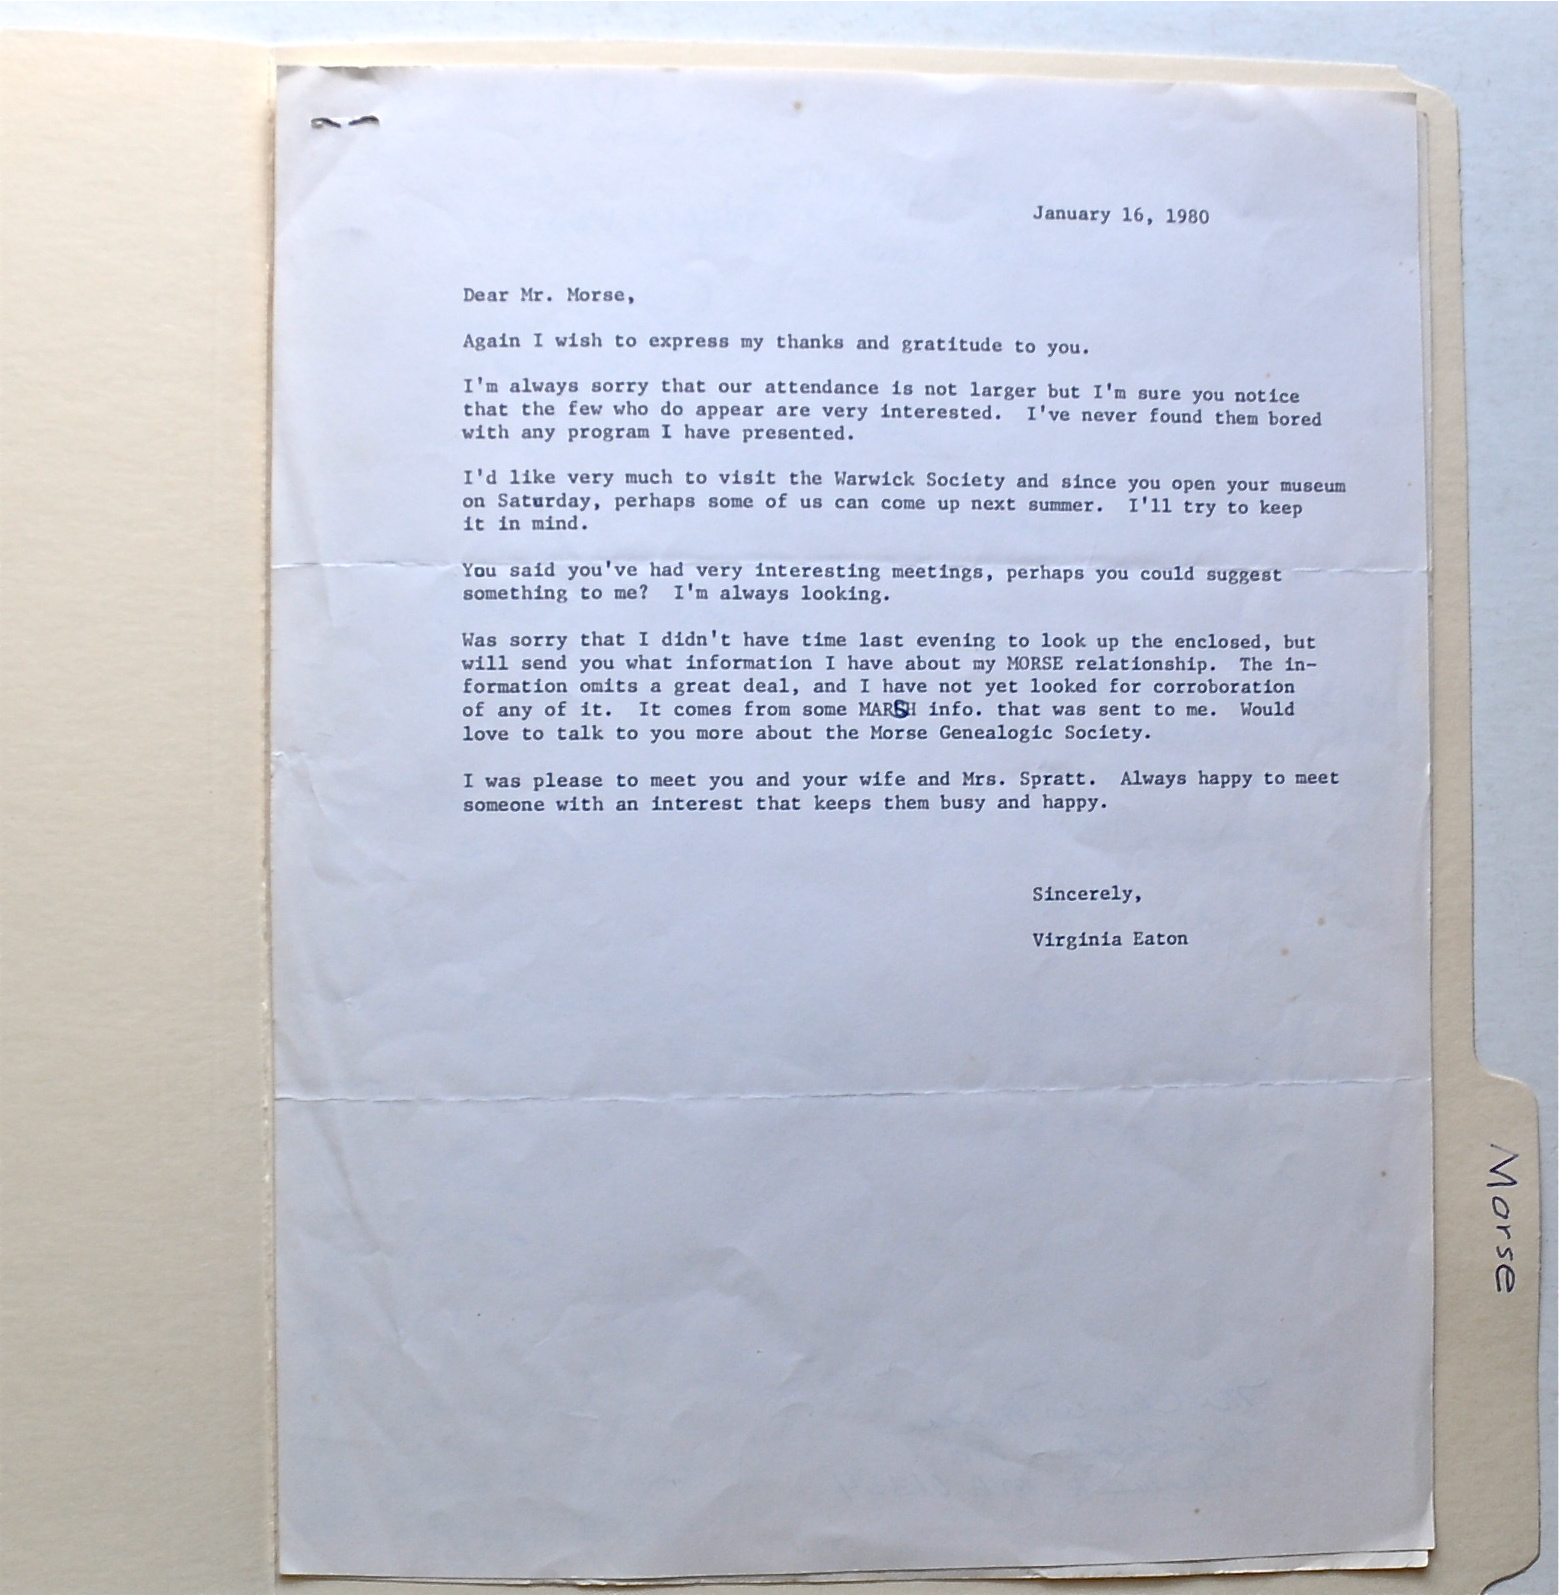 January 16, 1980
Dear Mr. Morse,
Again I wish to express my thanks and gratitude to you.
I'm always sorry that our attendance is not larger but I'm sure you notice
that the few who do appear are very interested.  I've never found them bored
with any program I have presented.
I'd like very much to visit the Warwick Society and since you open your museum
on Saturday, perhaps some of us can come up next summer.  I'll try to keep
it in mind.
You said you've had very interesting meetings, perhaps you could suggest
something to me?  I'm always looking.
Was sorry that I didn't have time last evening to look up the enclosed, but
will send you what information I have about my MORSE relationship.  The in-
formation omits a great deal, and I have not yet looked for corroboration
of any of it.  It comes from some MARSH info. that was sent to me.  Would
love to talk to you more about the Morse Genealogic Society.
I was please to meet you and your wife and Mrs. Spratt.  Always happy to meet
someone with an interest that keeps them busy and happy.
Sincerely,
Virginia Eaton
Morse